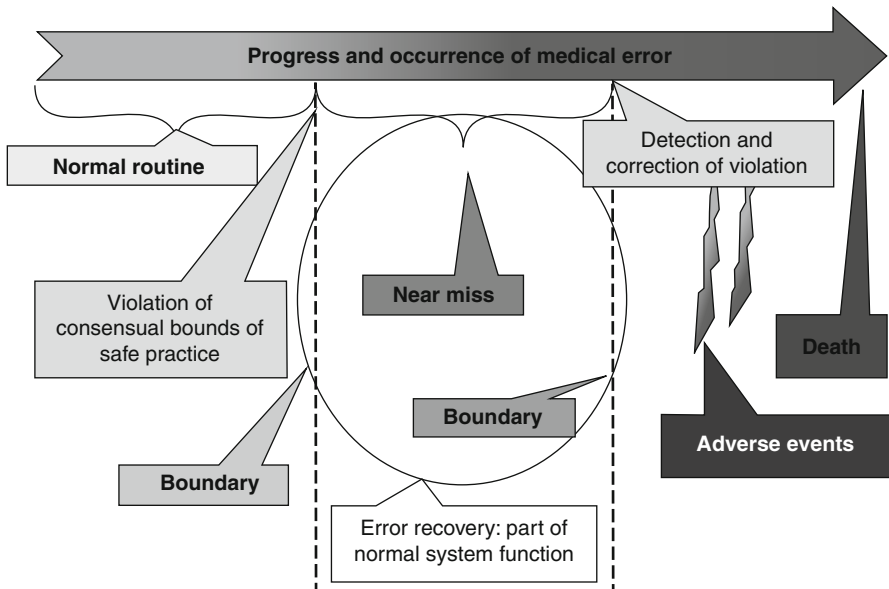 Progress and occurrence of medical error
Normal routine
Detection and
correction of violation
Violation of
consensual bounds of
safe practice
Near miss
Death
Boundary
Adverse events
Boundary
Error recovery: part of
normal system function